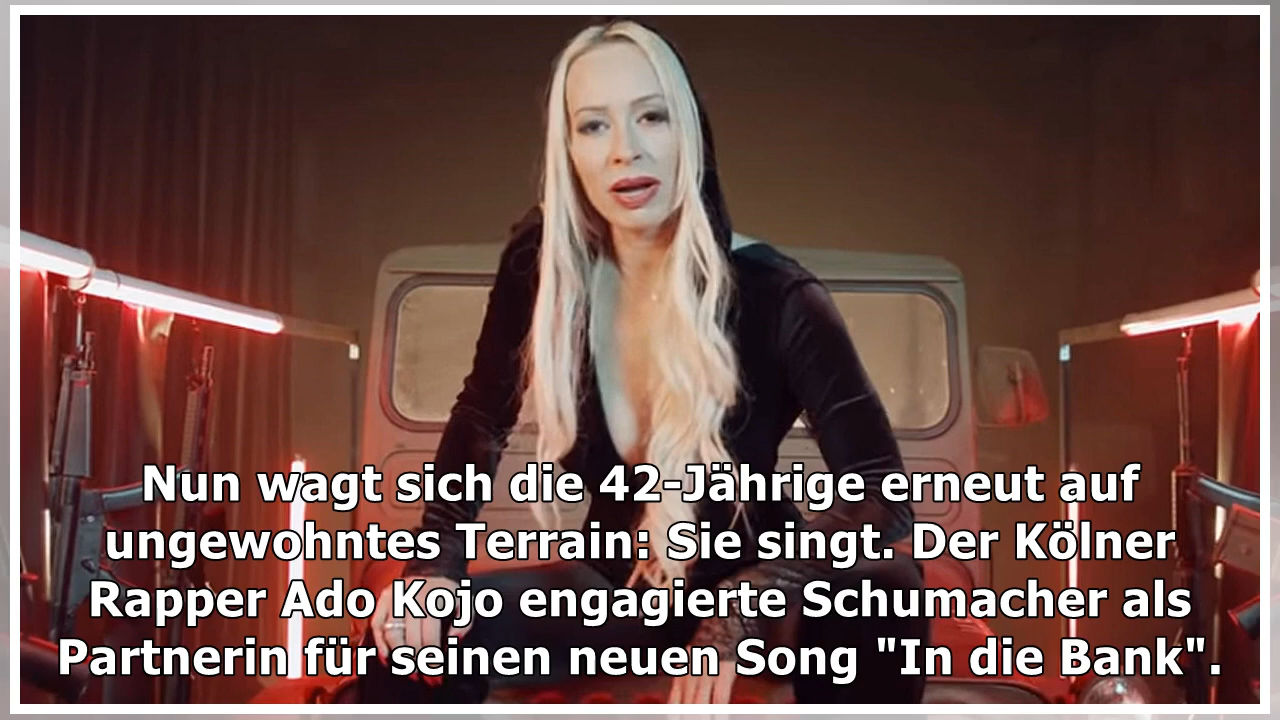 Nun wagt sich die 42-Jährige erneut auf
ungewohntes Terrain: Sie singt. Der Kölner
Rapper Ado Kojo engagierte Schumacher als
Partnerin für seinen neuen Song "In die Bank".